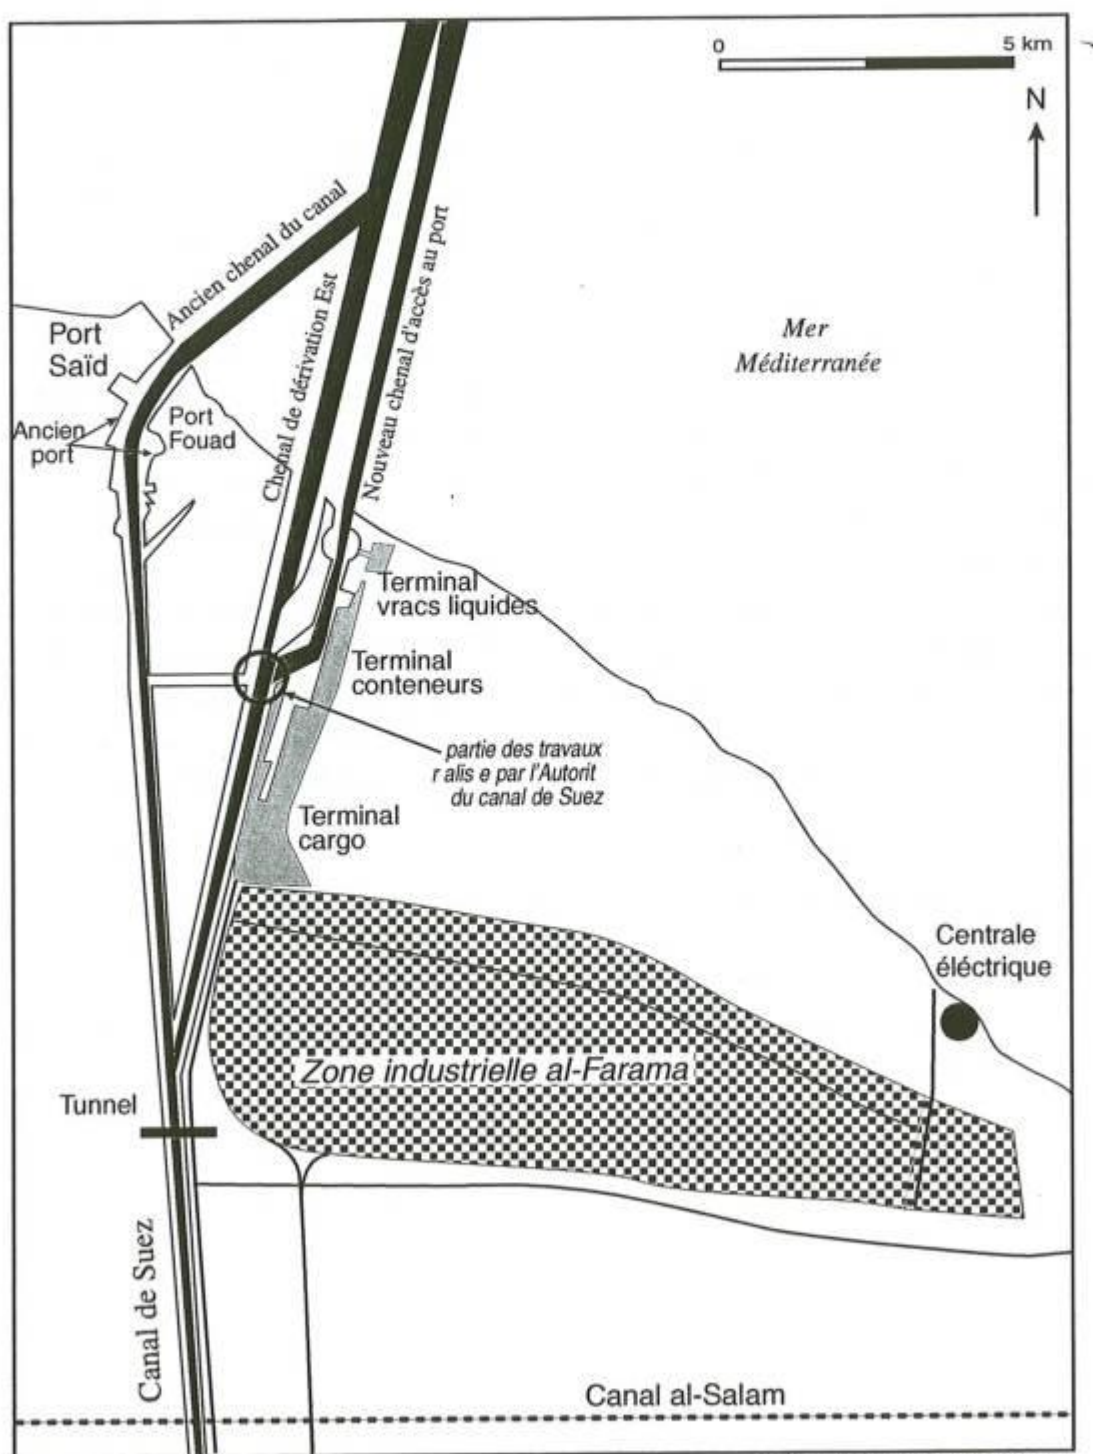 0 5 km
N
Ancien chenal du canal
Chenal de dérivation Est
Nouveau chenal d'accès au port
Mer
Méditerranée
Port
Saïd
Ancien
port
Port
Fouad
Terminal
vracs liquides
Terminal
conteneurs
partie des travaux
r alis e par l'Autorit
du canal de Suez
Terminal
cargo
Centrale
éléctrique
Zone industrielle al-Farama
Tunnel
Canal de Suez
Canal al-Salam